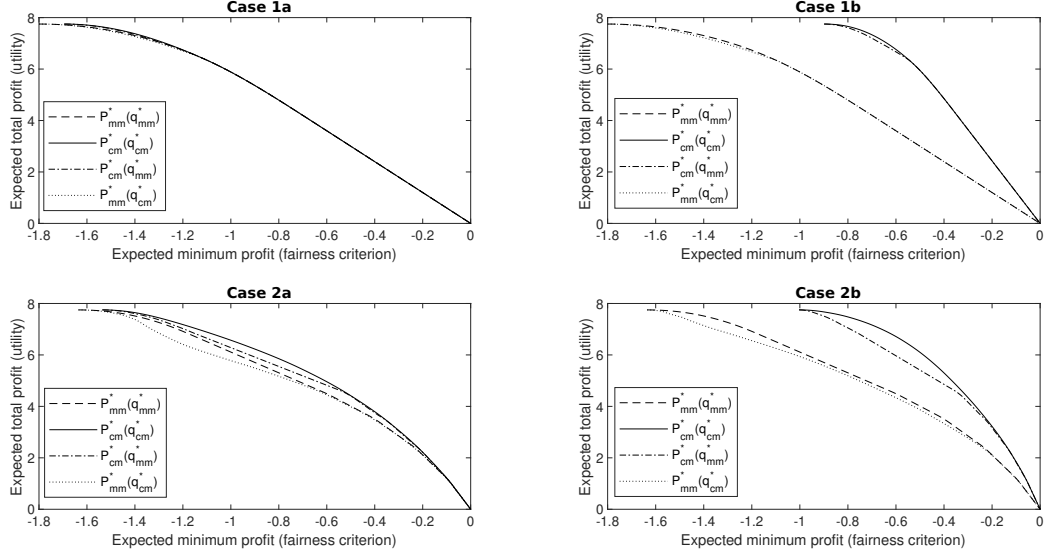 Case 1a
Expected total profit (utility)
8
6
4
2
0
P*mm(q*mm)
P*cm(q*cm)
P*cm(q*mm)
P*mm(q*cm)
-1.8 -1.6 -1.4 -1.2 -1 -0.8 -0.6 -0.4 -0.2 0
Expected minimum profit (fairness criterion)
Case 1b
Expected total profit (utility)
8
6
4
2
0
P*mm(q*mm)
P*cm(q*cm)
P*cm(q*mm)
P*mm(q*cm)
-1.8 -1.6 -1.4 -1.2 -1 -0.8 -0.6 -0.4 -0.2 0
Expected minimum profit (fairness criterion)
Case 2a
Expected total profit (utility)
8
6
4
2
0
P*mm(q*mm)
P*cm(q*cm)
P*cm(q*mm)
P*mm(q*cm)
-1.8 -1.6 -1.4 -1.2 -1 -0.8 -0.6 -0.4 -0.2 0
Expected minimum profit (fairness criterion)
Case 2b
Expected total profit (utility)
8
6
4
2
0
P*mm(q*mm)
P*cm(q*cm)
P*cm(q*mm)
P*mm(q*cm)
-1.8 -1.6 -1.4 -1.2 -1 -0.8 -0.6 -0.4 -0.2 0
Expected minimum profit (fairness criterion)